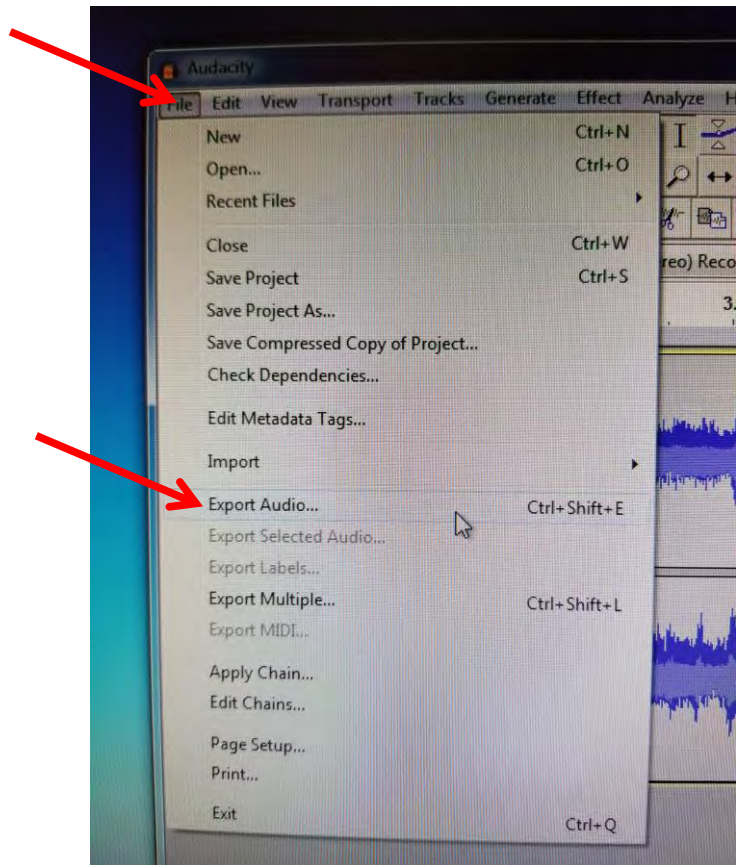 Audacity
File Edit View Transport Tracks Generate Effect Analyze H
New Ctrl+N
Open... Ctrl+O
Recent Files
Close Ctrl+W
reo) Reco
Save Project Ctrl+S
Save Project As...
3.
Save Compressed Copy of Project...
Check Dependencies...
Edit Metadata Tags...
Import
Export Audio... Ctrl+Shift+E
Export Selected Audio...
Export Labels...
Export Multiple... Ctrl+Shift+L
Export MIDI...
Apply Chain...
Edit Chains...
Page Setup...
Print...
Exit Ctrl+Q